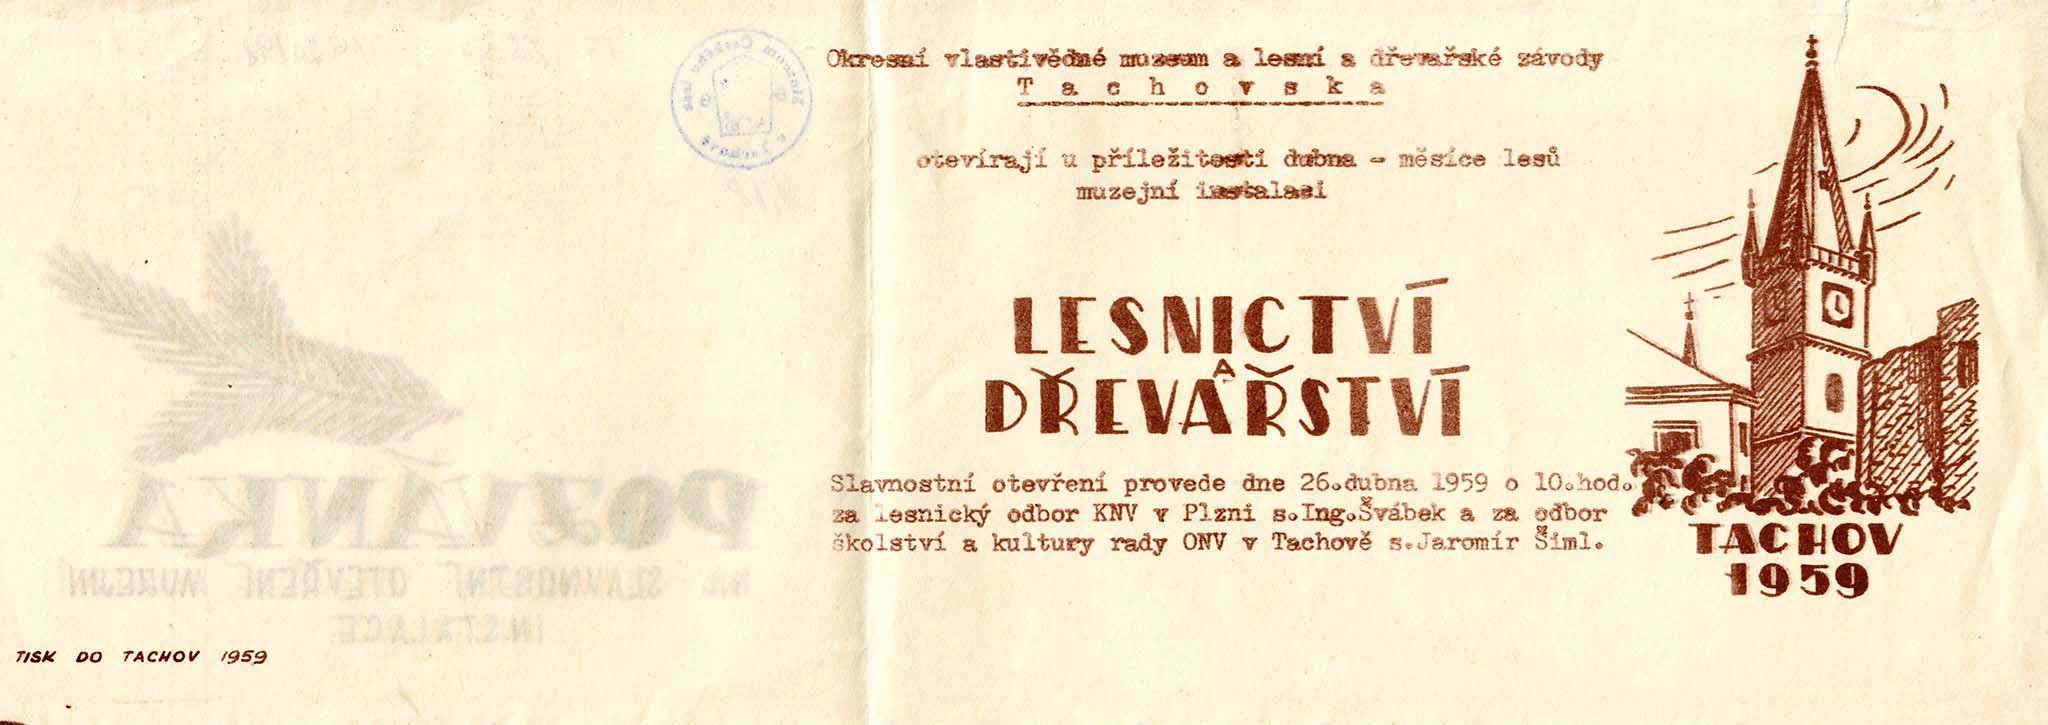 Okresní vlastivědné muzeum a lesní a dřevařské závody
Tachovska
otevírají u příležitosti dubna - měsíce lesů
muzejní instalaci
LESNICTVÍ
A
DŘEVAŘSTVÍ
Slavnostní otevření provede dne 26.dubna 1959 o 10.hod.
za lesnický odbor KNV v Plzni s.Ing.Švábek a za odbor
školství a kultury rady ONV v Tachově s.Jaromír Šiml.
TACHOV
1959
POZVÁNKA
NA SLAVNOSTNÍ OTEVŘENÍ MUZEJNÍ
INSTALACE
TISK DO TACHOV 1959